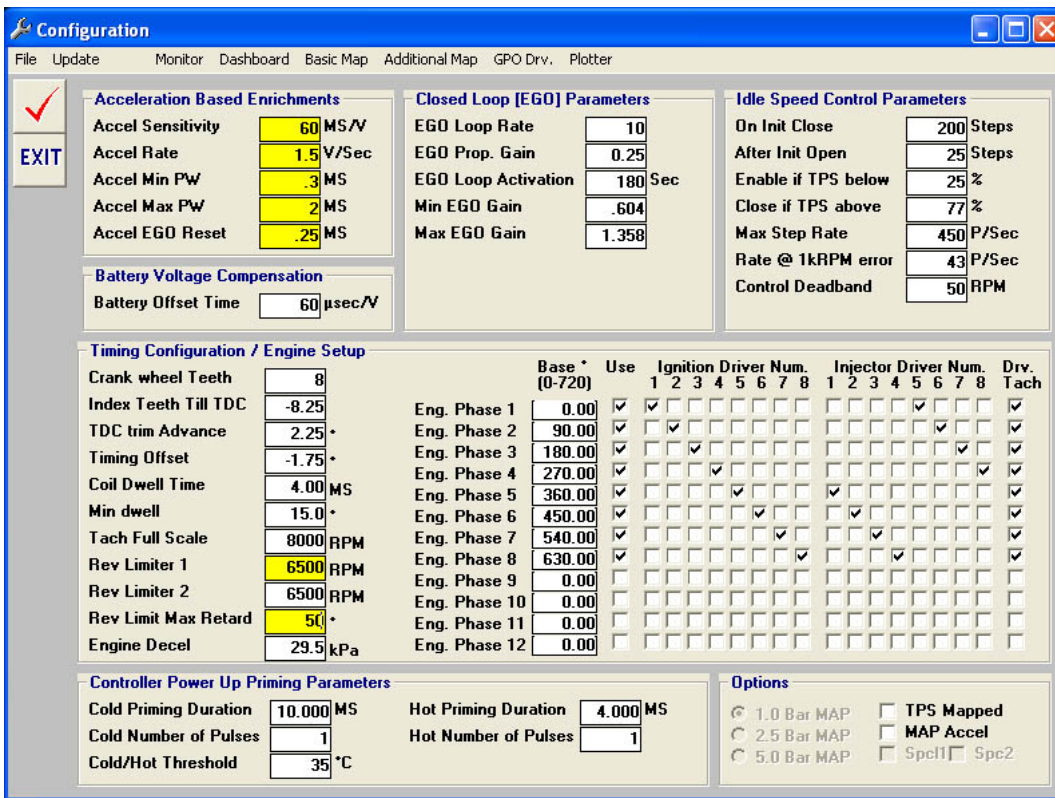 Configuration
File Update Monitor Dashboard Basic Map Additional Map GPO Drv. Plotter
EXIT
Acceleration Based Enrichments
Accel Sensitivity 60 MS/V
Accel Rate 1.5 V/Sec
Accel Min PW .3 MS
Accel Max PW 2 MS
Accel EGO Reset .25 MS
Battery Voltage Compensation
Battery Offset Time 60 µsec/V
Closed Loop [EGO] Parameters
EGO Loop Rate 10
EGO Prop. Gain 0.25
EGO Loop Activation 180 Sec
Min EGO Gain .604
Max EGO Gain 1.358
Idle Speed Control Parameters
On Init Close 200 Steps
After Init Open 25 Steps
Enable if TPS below 25 %
Close if TPS above 77 %
Max Step Rate 450 P/Sec
Rate @ 1kRPM error 43 P/Sec
Control Deadband 50 RPM
Timing Configuration / Engine Setup
Crank wheel Teeth 8
Index Teeth Till TDC -8.25
TDC trim Advance 2.25 °
Timing Offset -1.75 °
Coil Dwell Time 4.00 MS
Min dwell 15.0 °
Tach Full Scale 8000 RPM
Rev Limiter 1 6500 RPM
Rev Limiter 2 6500 RPM
Rev Limit Max Retard 50 °
Engine Decel 29.5 kPa
Base ° Use Ignition Driver Num. Injector Driver Num. Drv.
(0-720) 1 2 3 4 5 6 7 8 1 2 3 4 5 6 7 8 Tach
Eng. Phase 1 0.00
Eng. Phase 2 90.00
Eng. Phase 3 180.00
Eng. Phase 4 270.00
Eng. Phase 5 360.00
Eng. Phase 6 450.00
Eng. Phase 7 540.00
Eng. Phase 8 630.00
Eng. Phase 9 0.00
Eng. Phase 10 0.00
Eng. Phase 11 0.00
Eng. Phase 12 0.00
Controller Power Up Priming Parameters
Cold Priming Duration 10.000 MS
Cold Number of Pulses 1
Cold/Hot Threshold 35 °C
Hot Priming Duration 4.000 MS
Hot Number of Pulses 1
Options
1.0 Bar MAP TPS Mapped
2.5 Bar MAP MAP Accel
5.0 Bar MAP Spcl1 Spc2